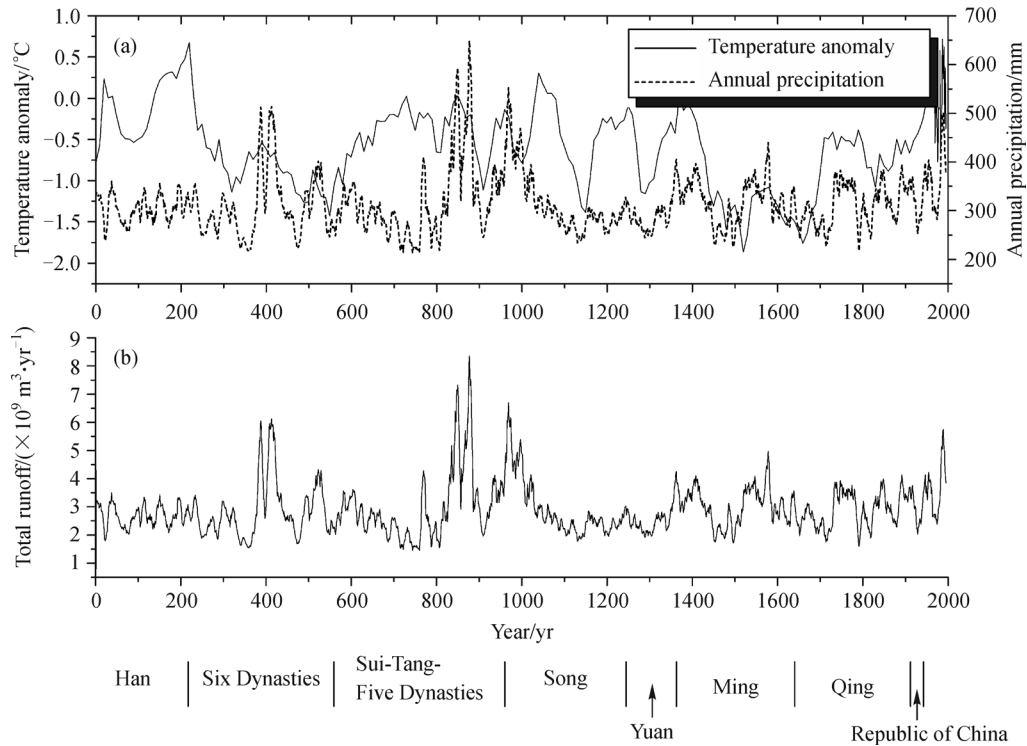 (a)
Temperature anomaly
Annual precipitation
Temperature anomaly/°C
1.0
0.5
0.0
−0.5
−1.0
−1.5
−2.0
700
600
500
400
300
200
Annual precipitation/mm
0 200 400 600 800 1000 1200 1400 1600 1800 2000
(b)
Total runoff/(×10⁹ m³·yr⁻¹)
9
8
7
6
5
4
3
2
1
0 200 400 600 800 1000 1200 1400 1600 1800 2000
Year/yr
Han
Six Dynasties
Sui-Tang-
Five Dynasties
Song
Yuan
Ming
Qing
Republic of China